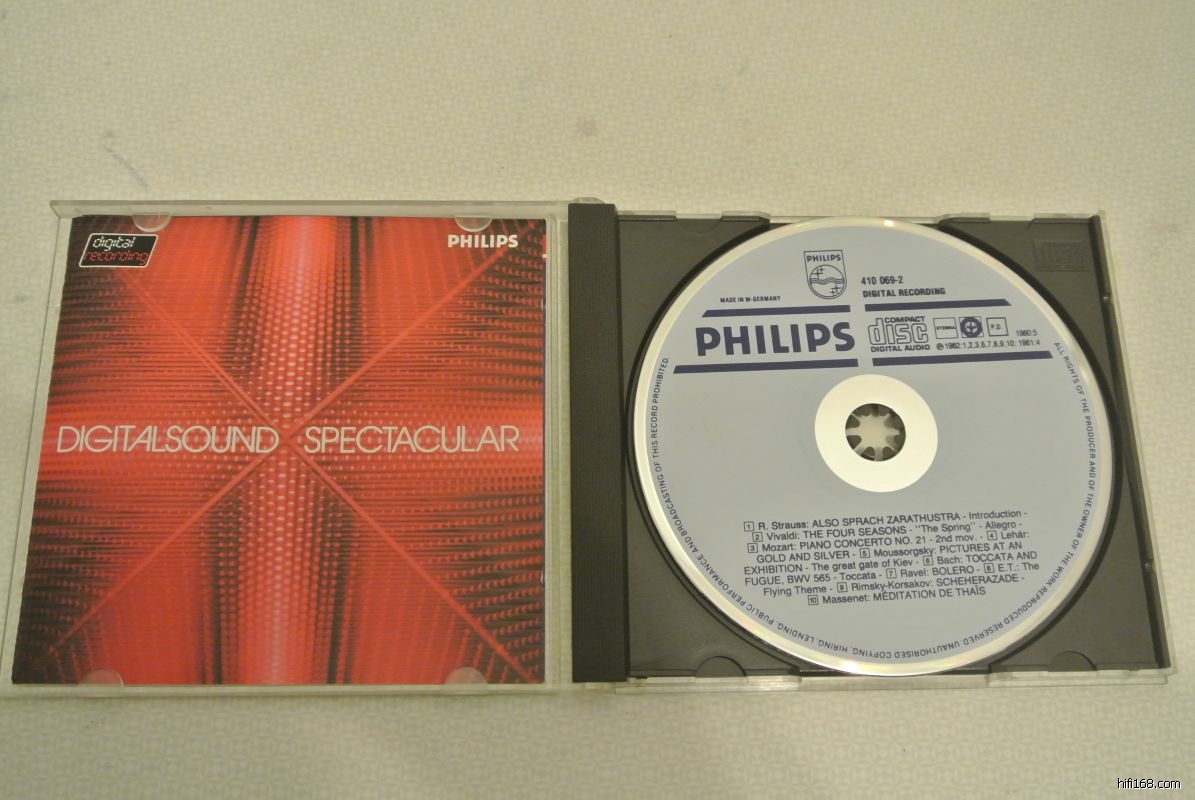 digital
recording
PHILIPS
DIGITALSOUND SPECTACULAR
PHILIPS
410 069-2
DIGITAL RECORDING
MADE IN W-GERMANY
PHILIPS
COMPACT
disc
DIGITAL AUDIO
STEREO
P.D.
1980:5
℗ 1982:1,2,3,6,7,8,9,10; 1981:4
ALL RIGHTS OF THE PRODUCER AND OF THE OWNER OF THE WORK REPRODUCED RESERVED. UNAUTHORISED COPYING, HIRING, LENDING, PUBLIC PERFORMANCE AND BROADCASTING OF THIS RECORD PROHIBITED
1 R. Strauss: ALSO SPRACH ZARATHUSTRA - Introduction -
2 Vivaldi: THE FOUR SEASONS - "The Spring" - Allegro -
3 Mozart: PIANO CONCERTO NO. 21 - 2nd mov. - 4 Lehár:
GOLD AND SILVER - 5 Moussorgsky: PICTURES AT AN
EXHIBITION - The great gate of Kiev - 6 Bach: TOCCATA AND
FUGUE, BWV 565 - Toccata - 7 Ravel: BOLERO - 8 E.T.: The
Flying Theme - 9 Rimsky-Korsakov: SCHEHERAZADE -
10 Massenet: MÉDITATION DE THAÏS
hifi168.com